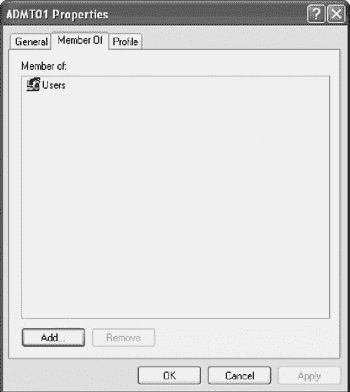 ADMT01 Properties
General Member Of Profile
Member of:
Users
Add... Remove
OK Cancel Apply